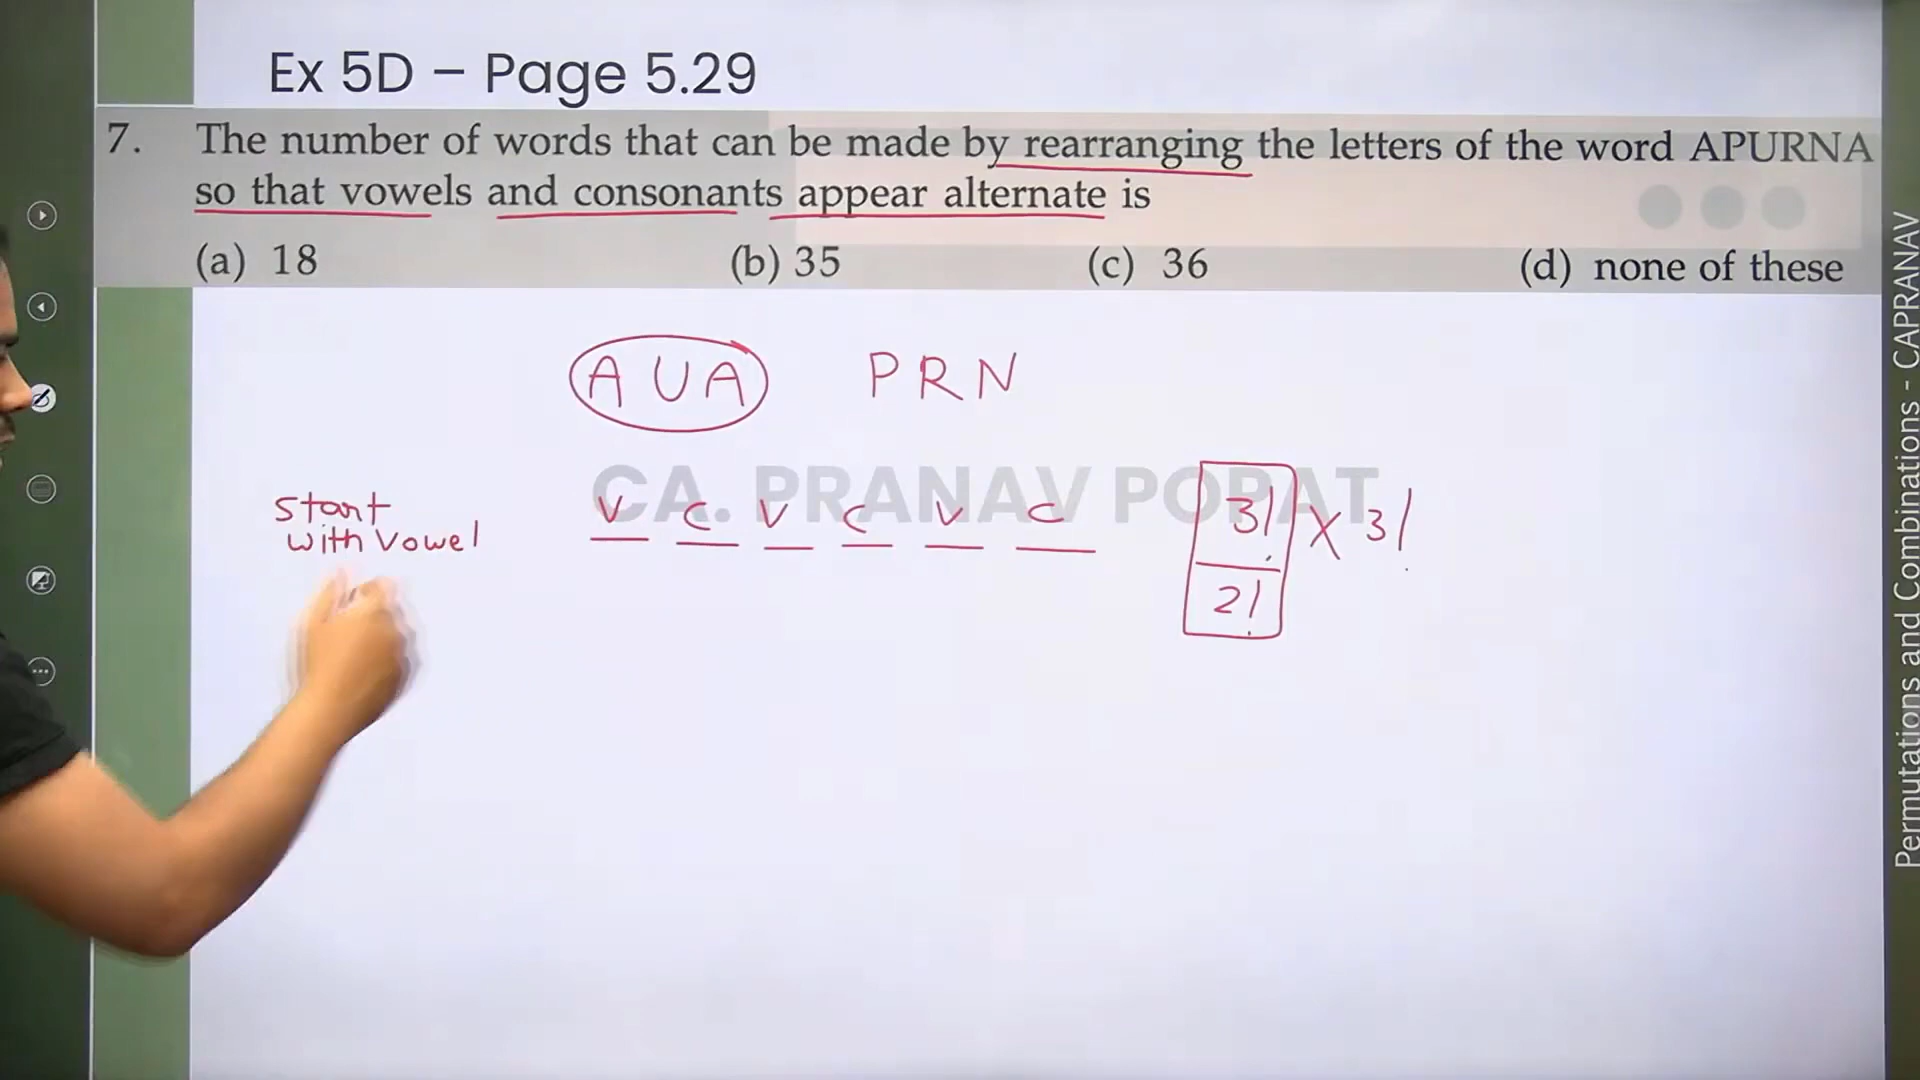 Ex 5D – Page 5.29
7. The number of words that can be made by rearranging the letters of the word APURNA
so that vowels and consonants appear alternate is
(a) 18 (b) 35 (c) 36 (d) none of these
A U A P R N
CA. PRANAV POPAT
start
with vowel
V C V C V C
3!
2!
X 3!
Permutations and Combinations - CAPRANAV